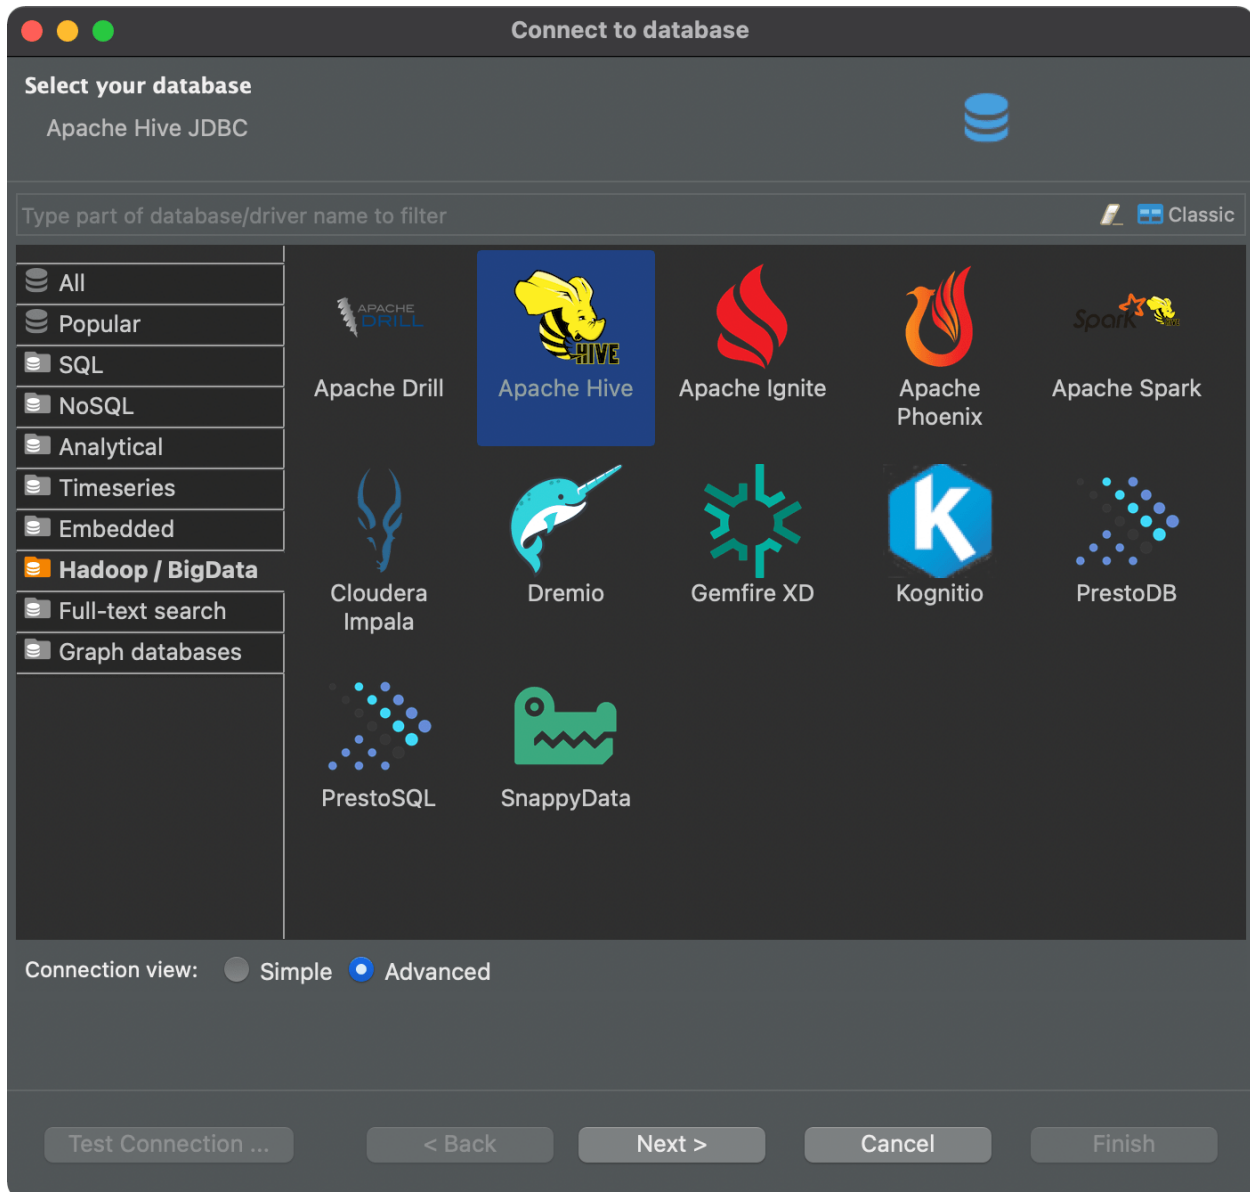 Connect to database
Select your database
Apache Hive JDBC
Type part of database/driver name to filter
Classic
All
Popular
SQL
NoSQL
Analytical
Timeseries
Embedded
Hadoop / BigData
Full-text search
Graph databases
APACHE
DRILL
HIVE
Spark
HIVE
Apache Drill
Apache Hive
Apache Ignite
Apache
Phoenix
Apache Spark
K
Cloudera
Impala
Dremio
Gemfire XD
Kognitio
PrestoDB
PrestoSQL
SnappyData
Connection view:
Simple
Advanced
Test Connection ...
< Back
Next >
Cancel
Finish